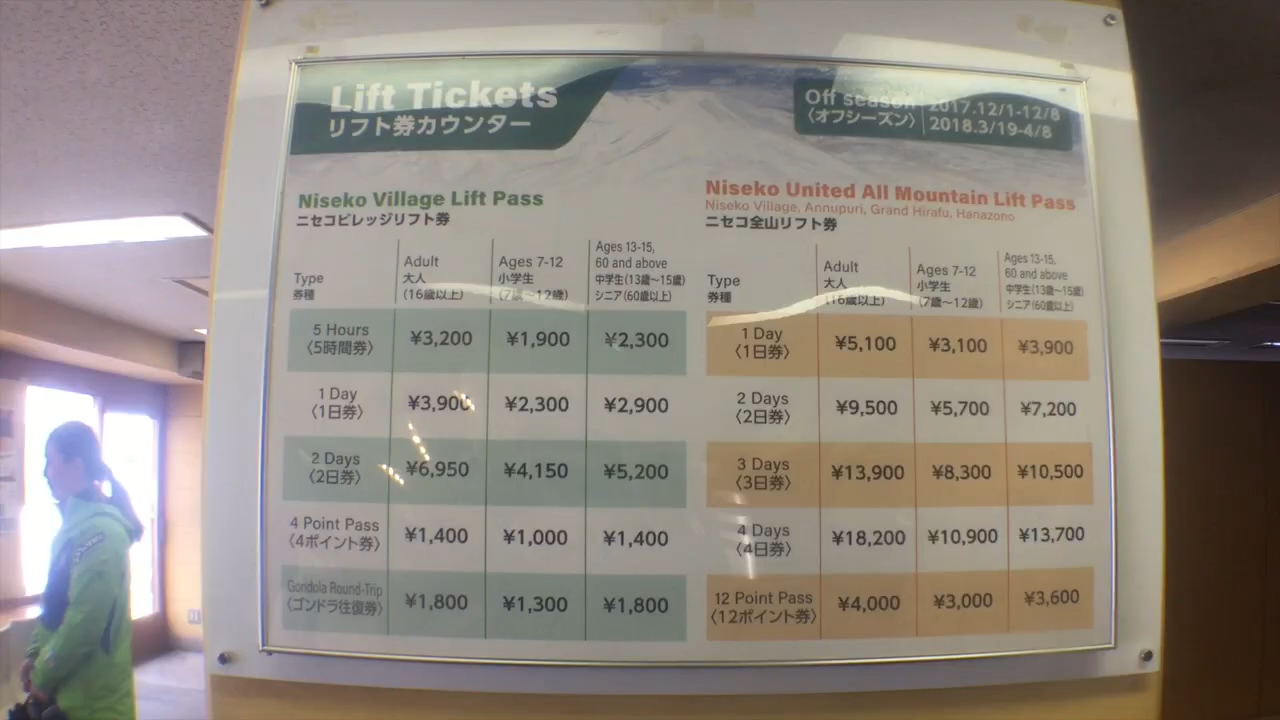 Lift Tickets
リフト券カウンター
Off season
〈オフシーズン〉
2017.12/1-12/8
2018.3/19-4/8
Niseko Village Lift Pass
ニセコビレッジリフト券
Type
券種
Adult
大人
(16歳以上)
Ages 7-12
小学生
(7歳〜12歳)
Ages 13-15,
60 and above
中学生(13歳〜15歳)
シニア(60歳以上)
5 Hours
〈5時間券〉
¥3,200
¥1,900
¥2,300
1 Day
〈1日券〉
¥3,900
¥2,300
¥2,900
2 Days
〈2日券〉
¥6,950
¥4,150
¥5,200
4 Point Pass
〈4ポイント券〉
¥1,400
¥1,000
¥1,400
Gondola Round-Trip
〈ゴンドラ往復券〉
¥1,800
¥1,300
¥1,800
Niseko United All Mountain Lift Pass
Niseko Village, Annupuri, Grand Hirafu, Hanazono
ニセコ全山リフト券
Type
券種
Adult
大人
(16歳以上)
Ages 7-12
小学生
(7歳〜12歳)
Ages 13-15,
60 and above
中学生(13歳〜15歳)
シニア(60歳以上)
1 Day
〈1日券〉
¥5,100
¥3,100
¥3,900
2 Days
〈2日券〉
¥9,500
¥5,700
¥7,200
3 Days
〈3日券〉
¥13,900
¥8,300
¥10,500
4 Days
〈4日券〉
¥18,200
¥10,900
¥13,700
12 Point Pass
〈12ポイント券〉
¥4,000
¥3,000
¥3,600